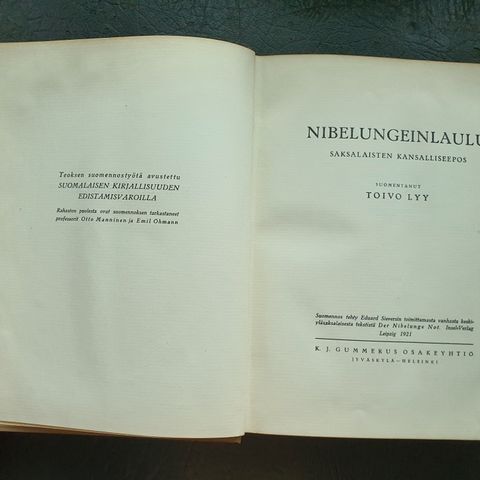 Teoksen suomennostyötä avustettu
SUOMALAISEN KIRJALLISUUDEN
EDISTAMISVAROILLA
Rahaston puolesta ovat suomennoksen tarkastaneet
professorit Otto Manninen ja Emil Öhmann
NIBELUNGEINLAULU
SAKSALAISTEN KANSALLISEEPOS
SUOMENTANUT
TOIVO LYY
Suomennos tehty Eduard Sieversin toimittamasta vanhasta keski-
yläsaksalaisesta tekstistä Der Nibelunge Not. Insel-Verlag
Leipzig 1921
K. J. GUMMERUS OSAKEYHTIÖ
JYVÄSKYLÄ—HELSINKI